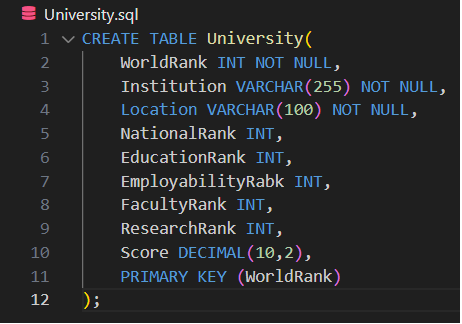 University.sql
1 CREATE TABLE University(
2 WorldRank INT NOT NULL,
3 Institution VARCHAR(255) NOT NULL,
4 Location VARCHAR(100) NOT NULL,
5 NationalRank INT,
6 EducationRank INT,
7 EmployabilityRabk INT,
8 FacultyRank INT,
9 ResearchRank INT,
10 Score DECIMAL(10,2),
11 PRIMARY KEY (WorldRank)
12 );